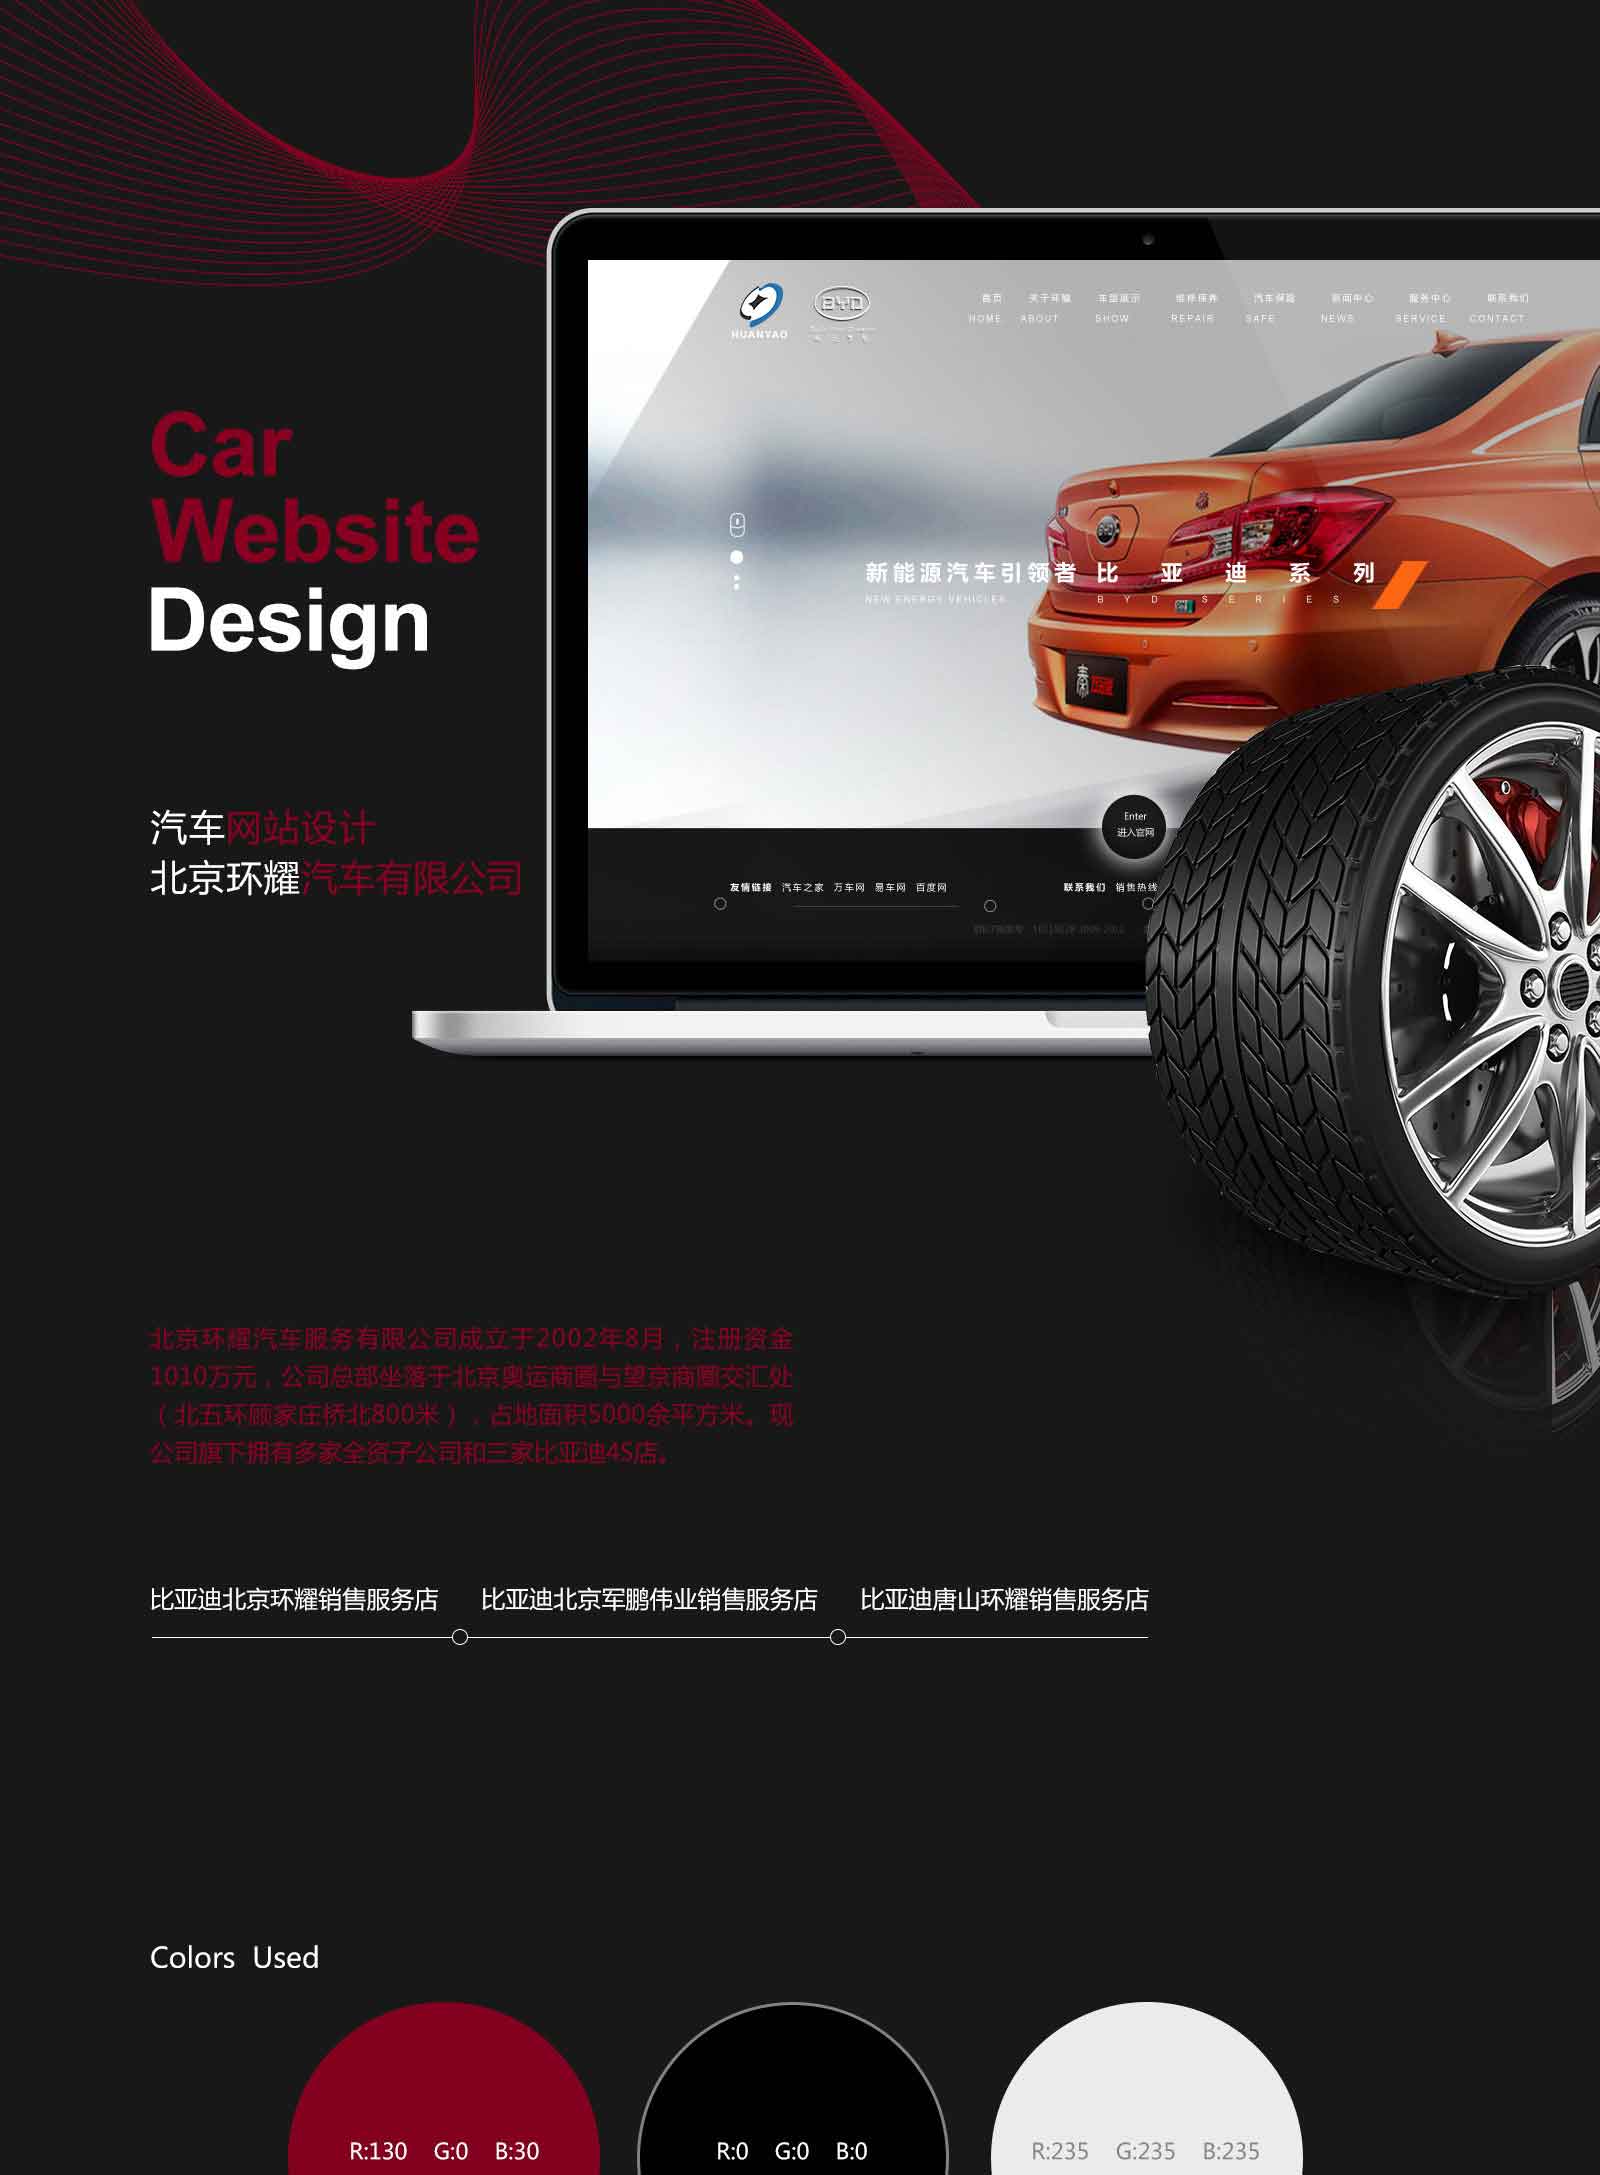 HUANYAO
BYD
首页 关于环耀 车型展示 维修保养 汽车保险 新闻中心 服务中心 联系我们
HOME ABOUT SHOW REPAIR SAFE NEWS SERVICE CONTACT
Car
Website
Design
新能源汽车引领者 比亚迪系列
NEW ENERGY VEHICLES BYD SERIES
秦
汽车网站设计
北京环耀汽车有限公司
Enter
进入官网
友情链接 汽车之家 万车网 易车网 百度网
联系我们 销售热线
北京环耀汽车服务有限公司成立于2002年8月，注册资金
1010万元，公司总部坐落于北京奥运商圈与望京商圈交汇处
（北五环顾家庄桥北800米），占地面积5000余平方米。现
公司旗下拥有多家全资子公司和三家比亚迪4S店。
比亚迪北京环耀销售服务店 比亚迪北京军鹏伟业销售服务店 比亚迪唐山环耀销售服务店
Colors Used
R:130 G:0 B:30
R:0 G:0 B:0
R:235 G:235 B:235